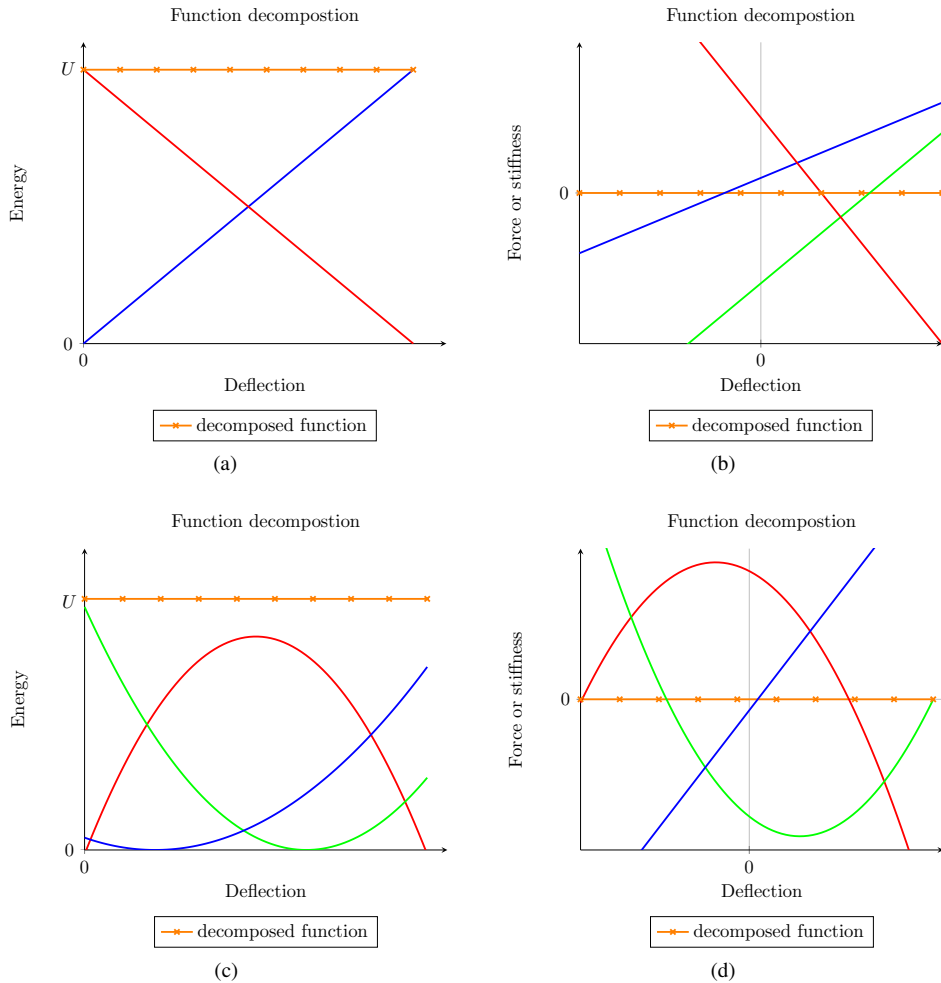 Function decompostion
U
Energy
0
0
Deflection
decomposed function
(a)
Function decompostion
Force or stiffness
0
0
Deflection
decomposed function
(b)
Function decompostion
U
Energy
0
0
Deflection
decomposed function
(c)
Function decompostion
Force or stiffness
0
0
Deflection
decomposed function
(d)